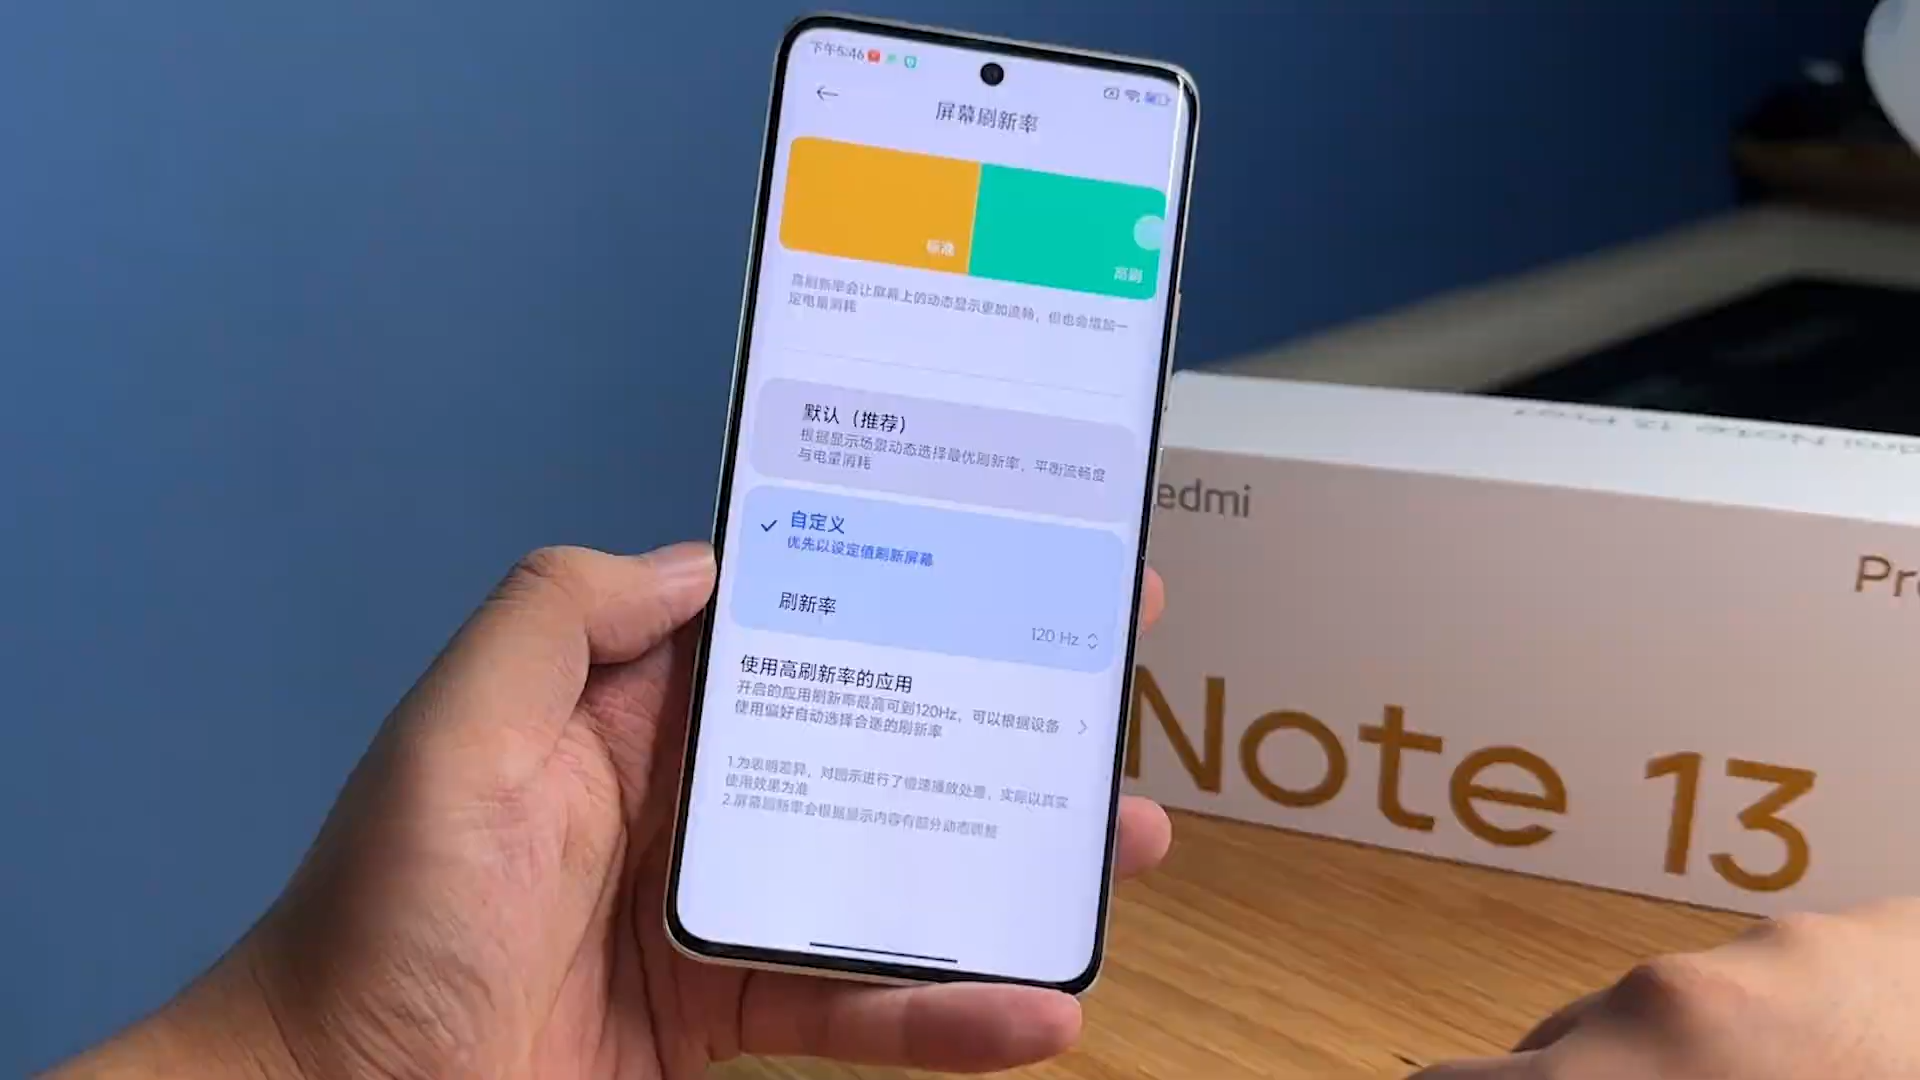 下午5:46
屏幕刷新率
标准
高刷
高刷新率会让屏幕上的动态显示更加流畅，但也会增加一
定电量消耗
默认（推荐）
根据显示场景动态选择最优刷新率，平衡流畅度
与电量消耗
自定义
优先以设定值刷新屏幕
刷新率
120 Hz
使用高刷新率的应用
开启的应用刷新率最高可到120Hz，可以根据设备
使用偏好自动选择合适的刷新率
1.为表明差异，对图示进行了慢速播放处理，实际以真实
使用效果为准
2.屏幕刷新率会根据显示内容有部分动态调整
edmi Note 13 Pro+
edmi
Pr
Note 13